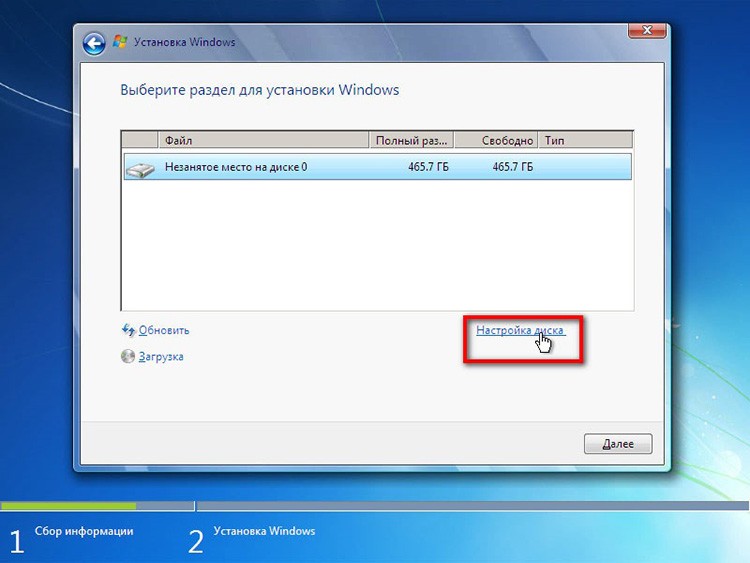 Установка Windows
Выберите раздел для установки Windows
Файл Полный раз... Свободно Тип
Незанятое место на диске 0 465.7 ГБ 465.7 ГБ
Обновить Настройка диска
Загрузка
Далее
1 Сбор информации 2 Установка Windows